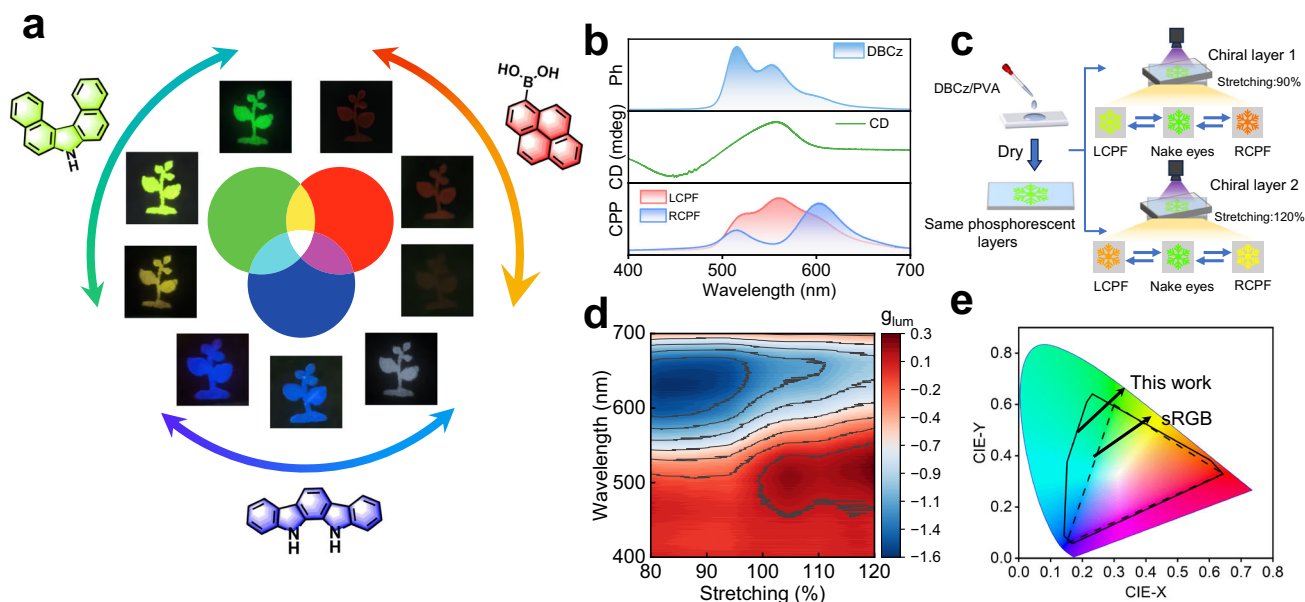 a
HO
OH
B
N
H
N
H
N
H
b
Ph
CD (mdeg)
CPP
DBCz
CD
LCPF
RCPF
400
500
600
700
Wavelength (nm)
c
DBCz/PVA
Dry
Same phosphorescent
layers
Chiral layer 1
Stretching:90%
LCPF
Nake eyes
RCPF
Chiral layer 2
Stretching:120%
LCPF
Nake eyes
RCPF
d
Wavelength (nm)
700
600
500
400
80
90
100
110
120
Stretching (%)
glum
0.3
0.1
−0.2
−0.4
−0.6
−0.7
−0.9
−1.1
−1.2
−1.4
−1.6
e
CIE-Y
0.8
0.6
0.4
0.2
0.0
0.0
0.1
0.2
0.3
0.4
0.5
0.6
0.7
0.8
CIE-X
This work
sRGB